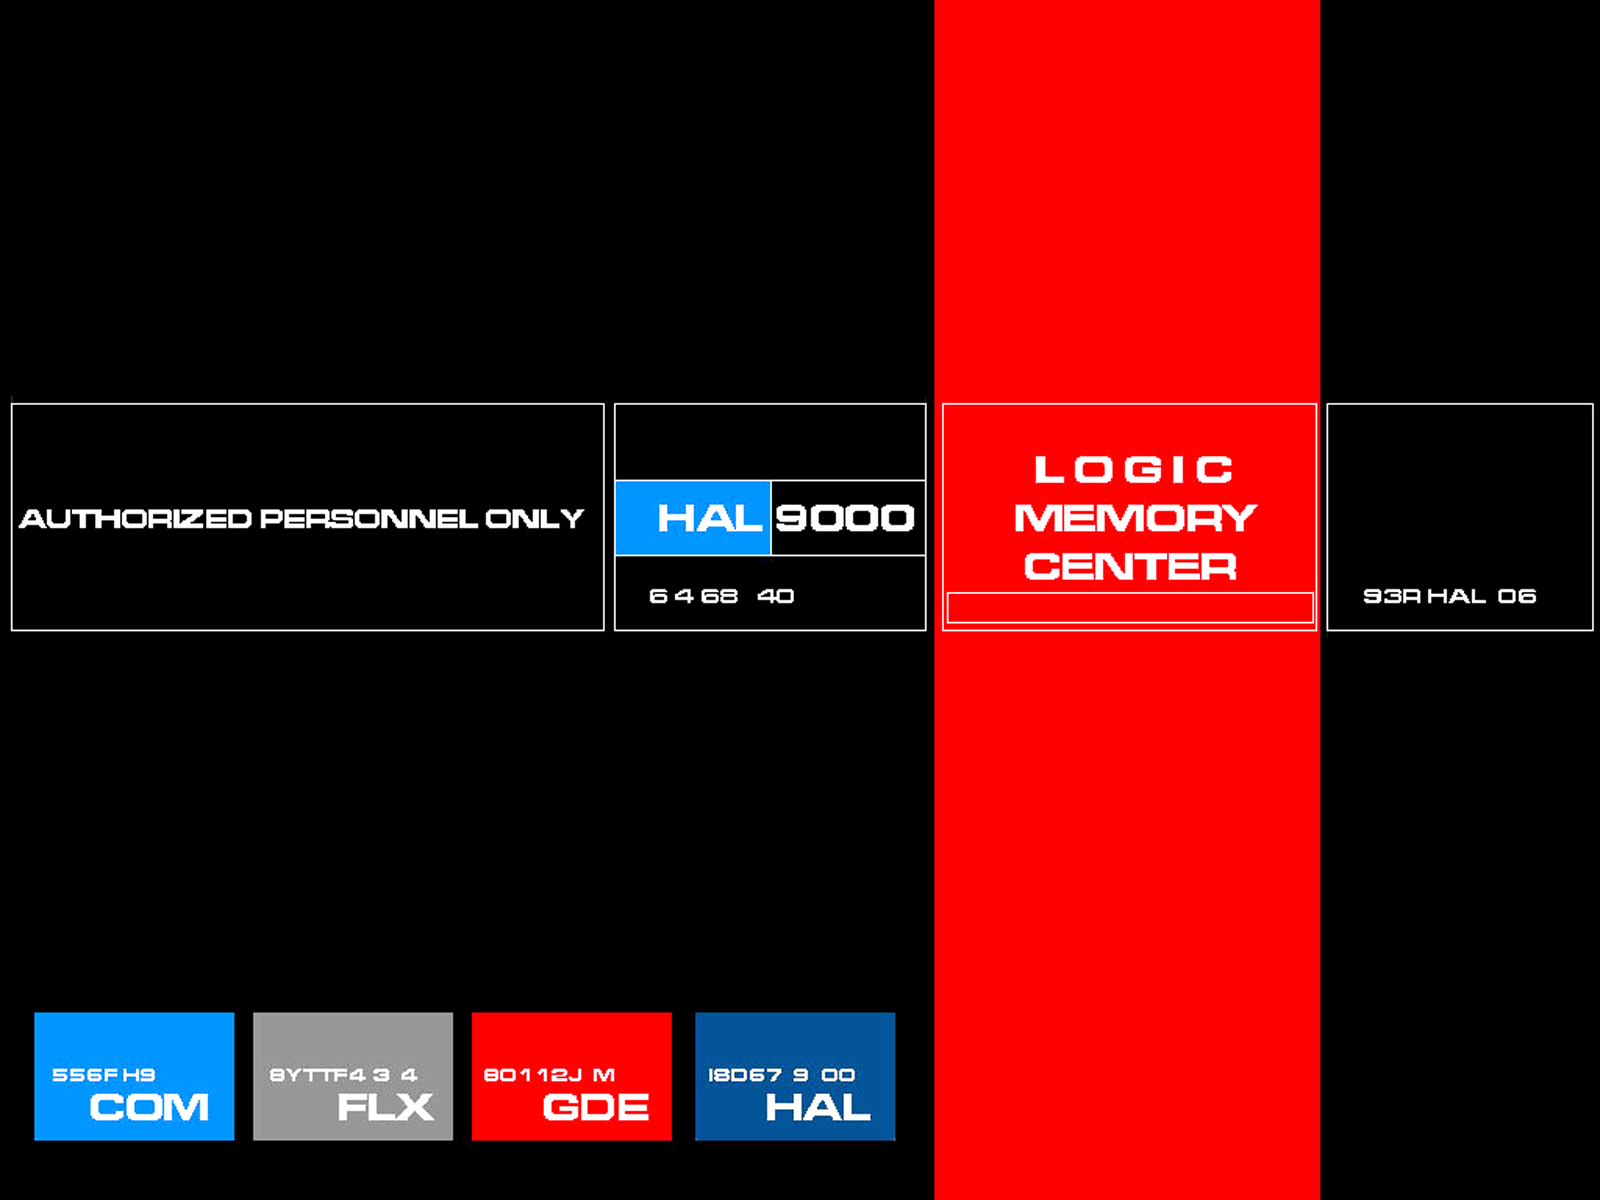 AUTHORIZED PERSONNEL ONLY
HAL 9000
6 4 68 40
LOGIC
MEMORY
CENTER
93A HAL 06
556F H9
COM
8YTTF4 3 4
FLX
80112J M
GDE
I8D67 9 00
HAL